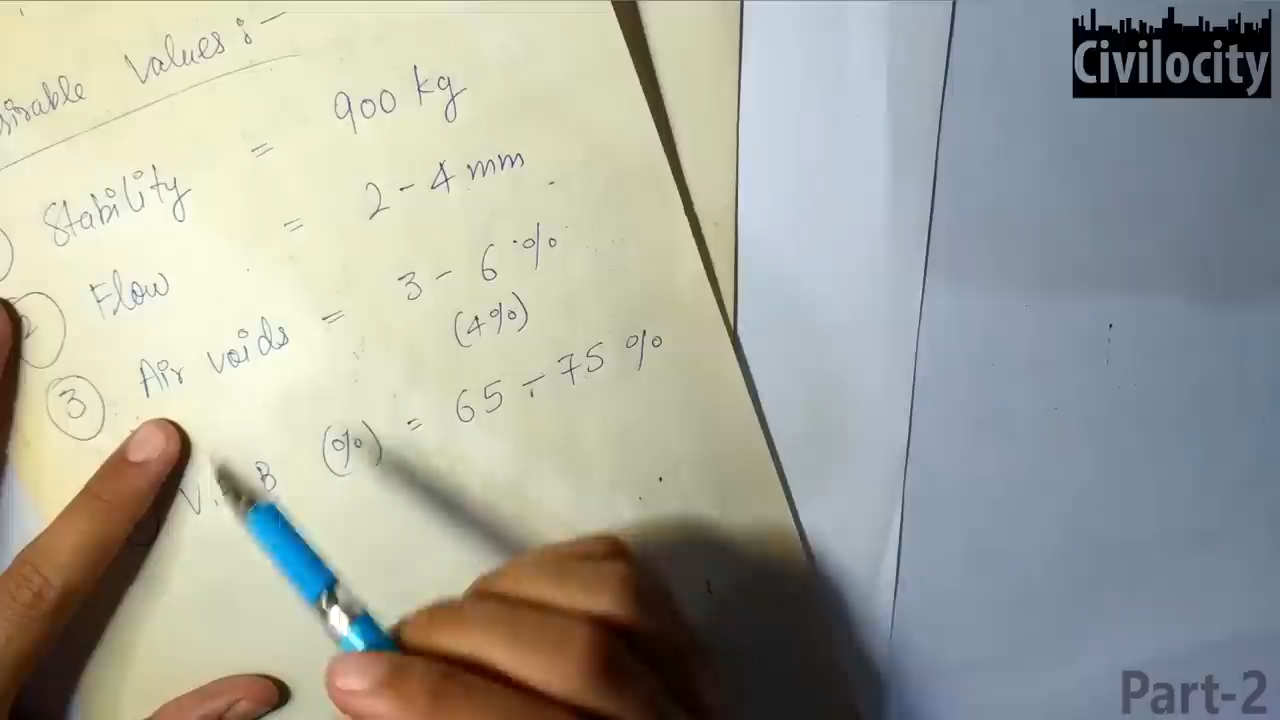 Values :-
Stability = 900 kg
2 Flow = 2 - 4 mm
3 Air voids = 3 - 6 %
(4%)
V. B (%) = 65 - 75 %
Civilocity
Part-2